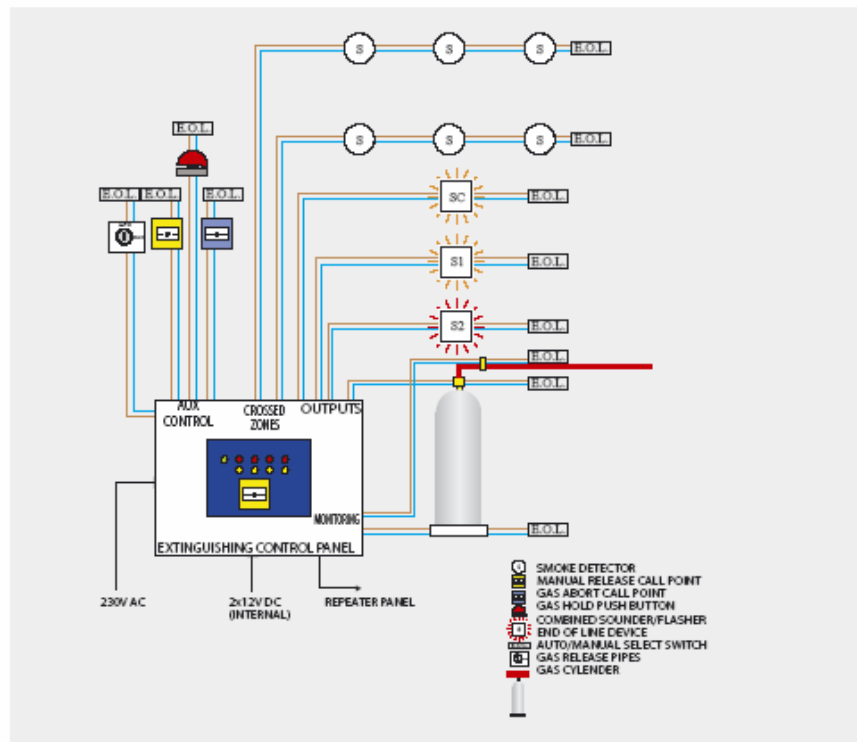 S S S E.O.L.
E.O.L.
S S S E.O.L.
E.O.L. E.O.L. E.O.L.
SC E.O.L.
S1 E.O.L.
S2 E.O.L.
E.O.L.
E.O.L.
AUX
CONTROL
CROSSED
ZONES
OUTPUTS
MONITORING
E.O.L.
EXTINGUISHING CONTROL PANEL
230V AC
2x12V DC
(INTERNAL)
REPEATER PANEL
SMOKE DETECTOR
MANUAL RELEASE CALL POINT
GAS ABORT CALL POINT
GAS HOLD PUSH BUTTON
COMBINED SOUNDER/FLASHER
END OF LINE DEVICE
AUTO/MANUAL SELECT SWITCH
GAS RELEASE PIPES
GAS CYLENDER